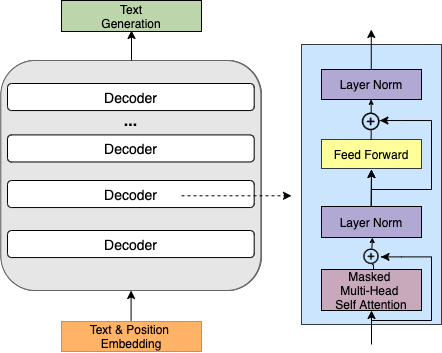 Text
Generation
Decoder
...
Decoder
Decoder
Decoder
Text & Position
Embedding
Layer Norm
+
Feed Forward
Layer Norm
+
Masked
Multi-Head
Self Attention